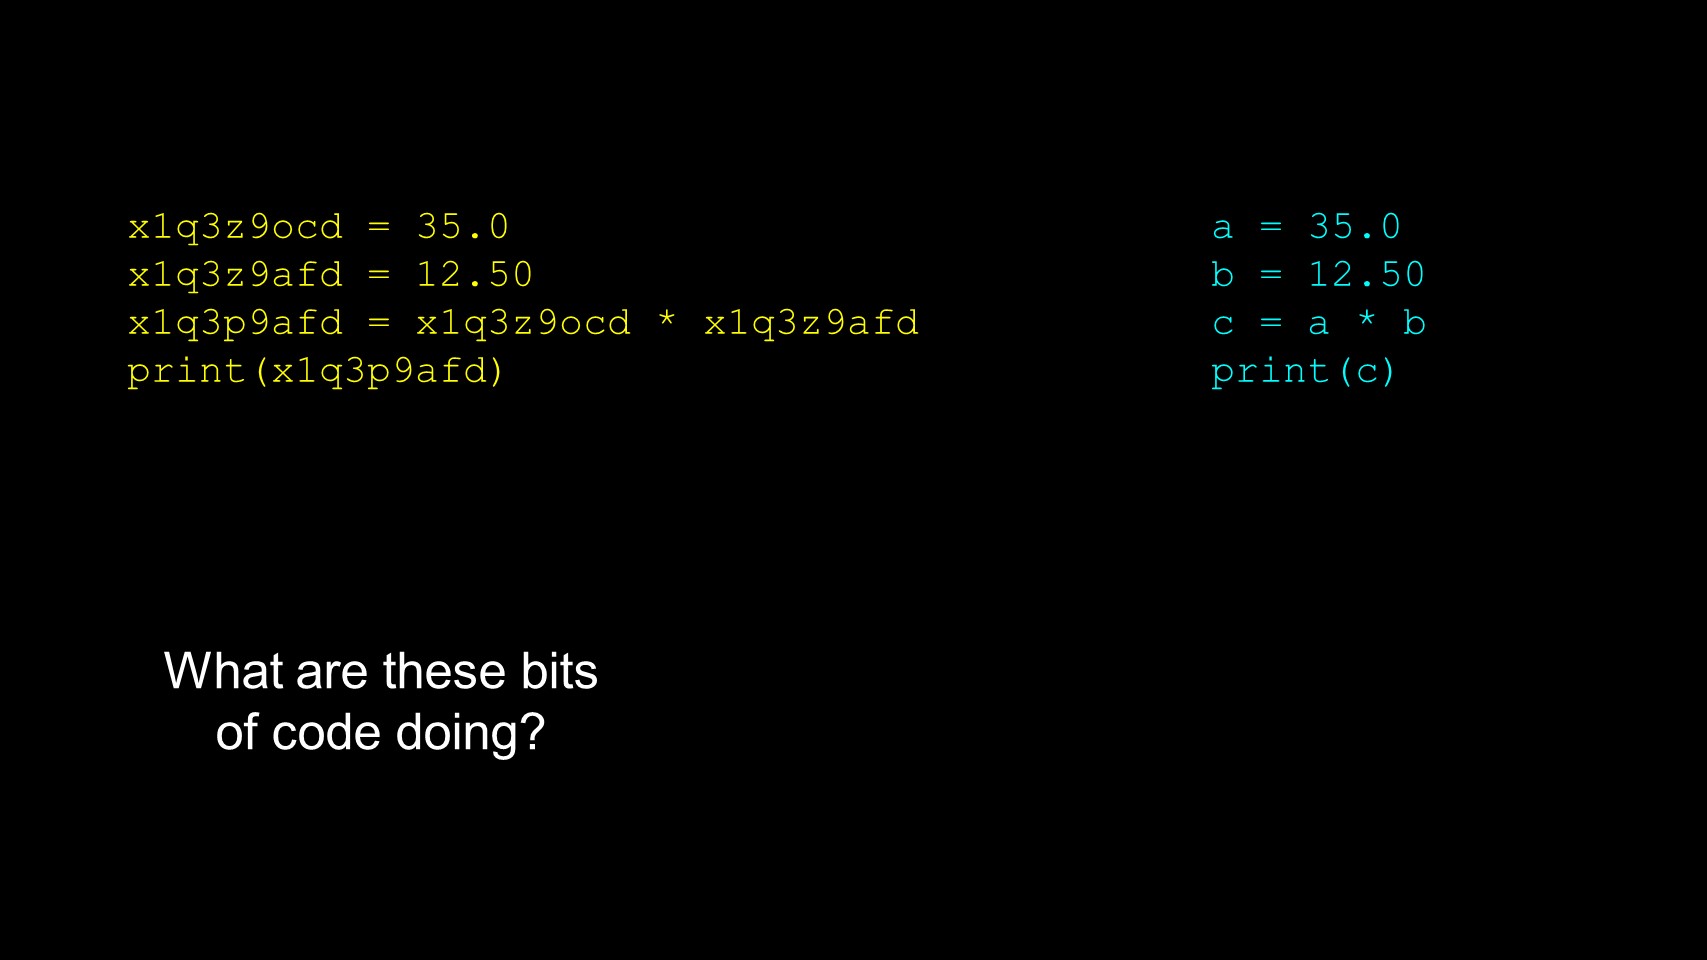 x1q3z9ocd = 35.0
x1q3z9afd = 12.50
x1q3p9afd = x1q3z9ocd * x1q3z9afd
print(x1q3p9afd)
a = 35.0
b = 12.50
c = a * b
print(c)
What are these bits
of code doing?